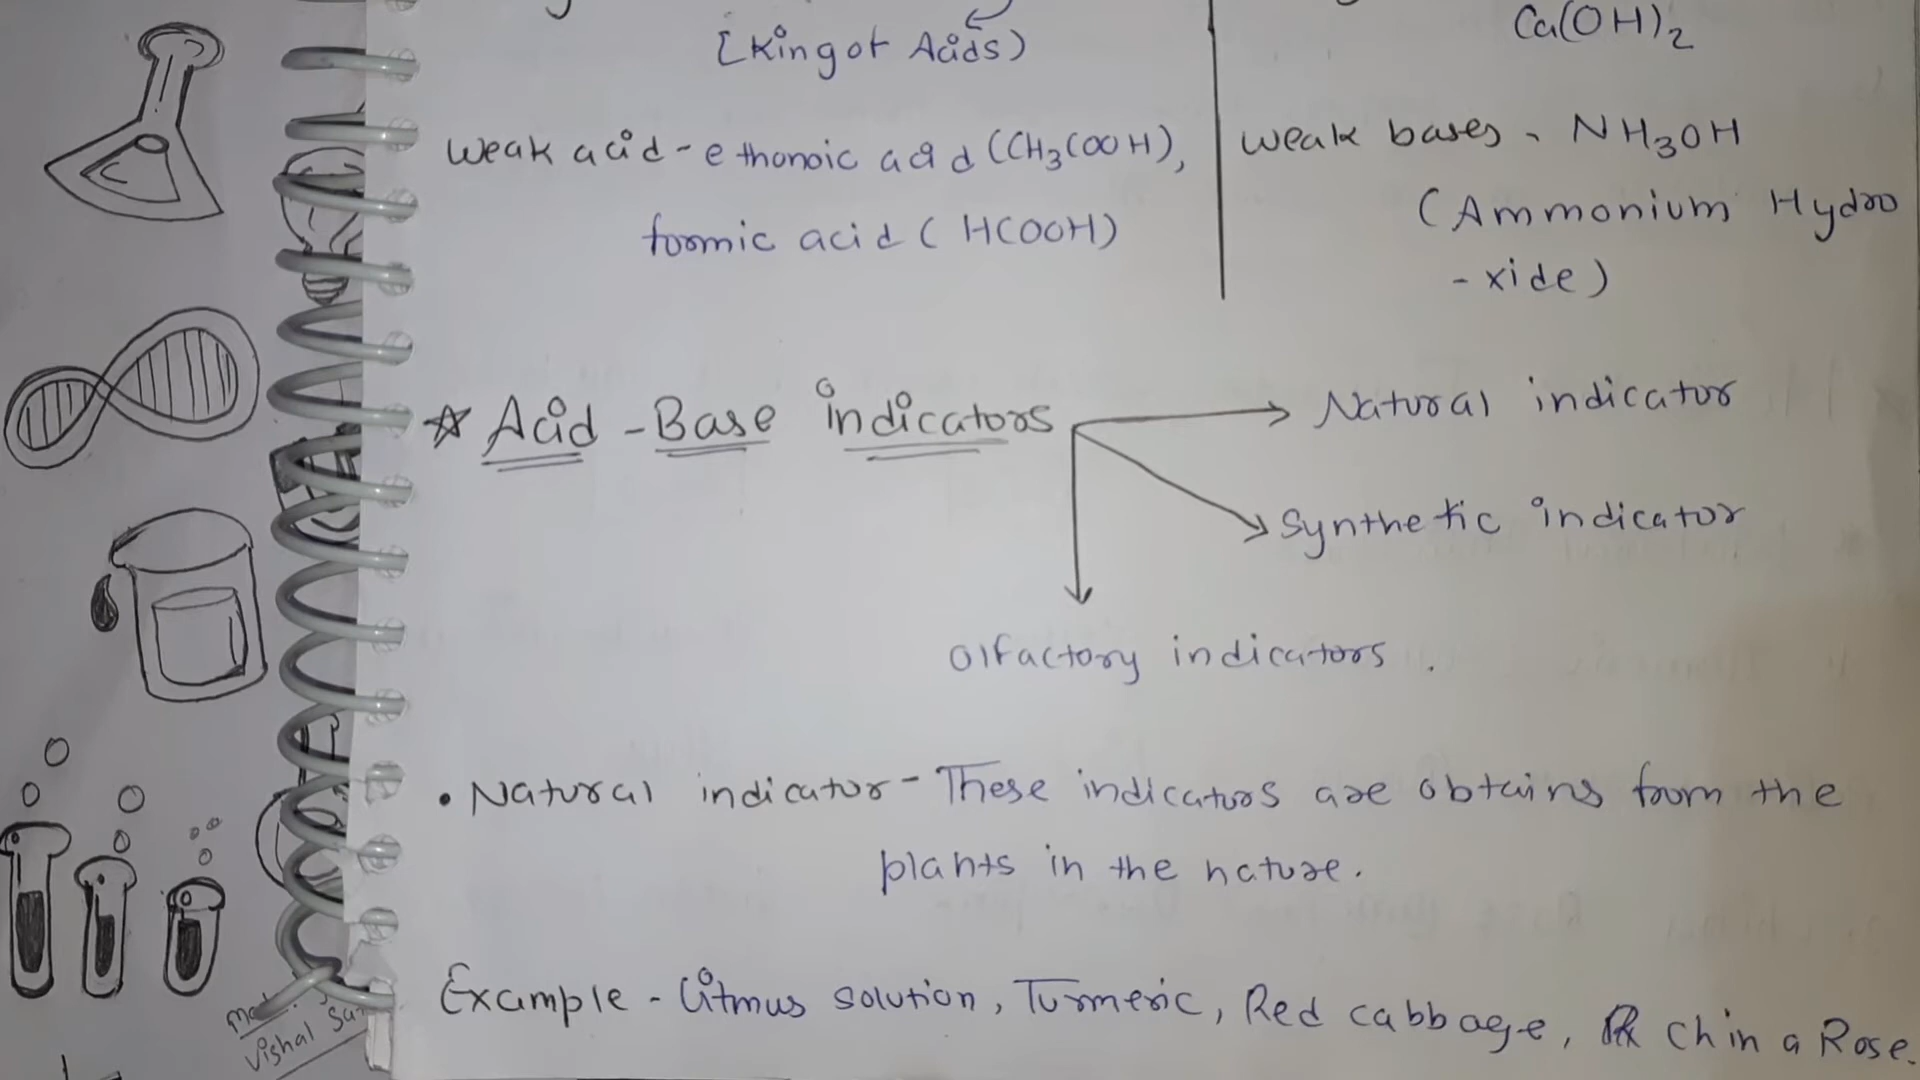 [King of Acids)
Ca(OH)2
Weak acid - ethonoic acid (CH3COOH),
formic acid ( HCOOH)
weak bases - NH3OH
(Ammonium Hydro
- xide)
☆ Acid - Base indicators
Natural indicator
Synthetic indicator
Olfactory indicators .
• Natural indicator - These indicators are obtains from the
plants in the nature.
Example - Litmus solution, Turmeric, Red cabbage, China Rose.
Vishal